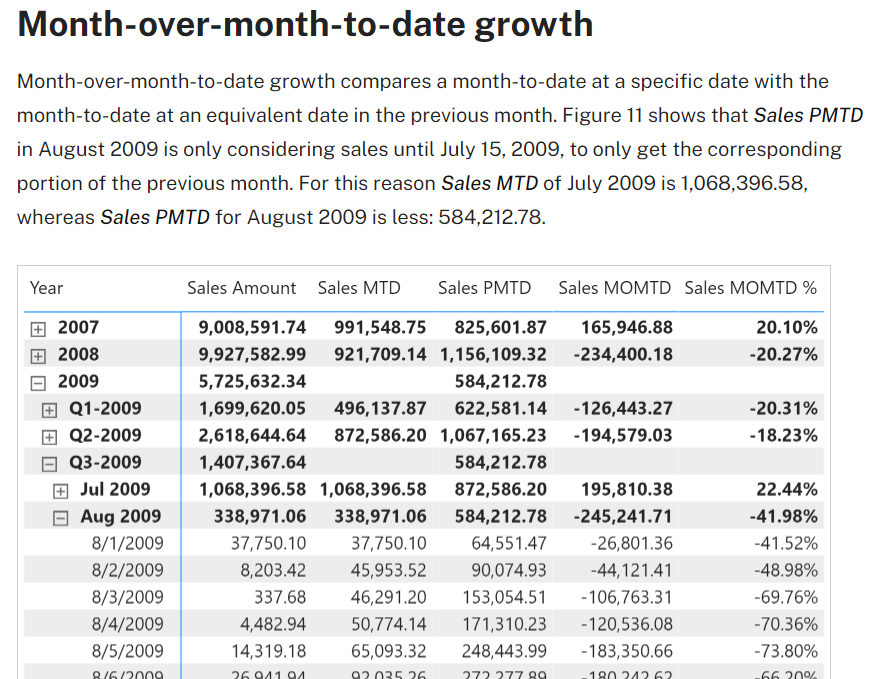 Month-over-month-to-date growth
Month-over-month-to-date growth compares a month-to-date at a specific date with the
month-to-date at an equivalent date in the previous month. Figure 11 shows that Sales PMTD
in August 2009 is only considering sales until July 15, 2009, to only get the corresponding
portion of the previous month. For this reason Sales MTD of July 2009 is 1,068,396.58,
whereas Sales PMTD for August 2009 is less: 584,212.78.
Year Sales Amount Sales MTD Sales PMTD Sales MOMTD Sales MOMTD %
2007 9,008,591.74 991,548.75 825,601.87 165,946.88 20.10%
2008 9,927,582.99 921,709.14 1,156,109.32 -234,400.18 -20.27%
2009 5,725,632.34 584,212.78
Q1-2009 1,699,620.05 496,137.87 622,581.14 -126,443.27 -20.31%
Q2-2009 2,618,644.64 872,586.20 1,067,165.23 -194,579.03 -18.23%
Q3-2009 1,407,367.64 584,212.78
Jul 2009 1,068,396.58 1,068,396.58 872,586.20 195,810.38 22.44%
Aug 2009 338,971.06 338,971.06 584,212.78 -245,241.71 -41.98%
8/1/2009 37,750.10 37,750.10 64,551.47 -26,801.36 -41.52%
8/2/2009 8,203.42 45,953.52 90,074.93 -44,121.41 -48.98%
8/3/2009 337.68 46,291.20 153,054.51 -106,763.31 -69.76%
8/4/2009 4,482.94 50,774.14 171,310.23 -120,536.08 -70.36%
8/5/2009 14,319.18 65,093.32 248,443.99 -183,350.66 -73.80%
8/6/2009 26,941.94 92,035.26 272,277.89 -180,242.62 -66.20%